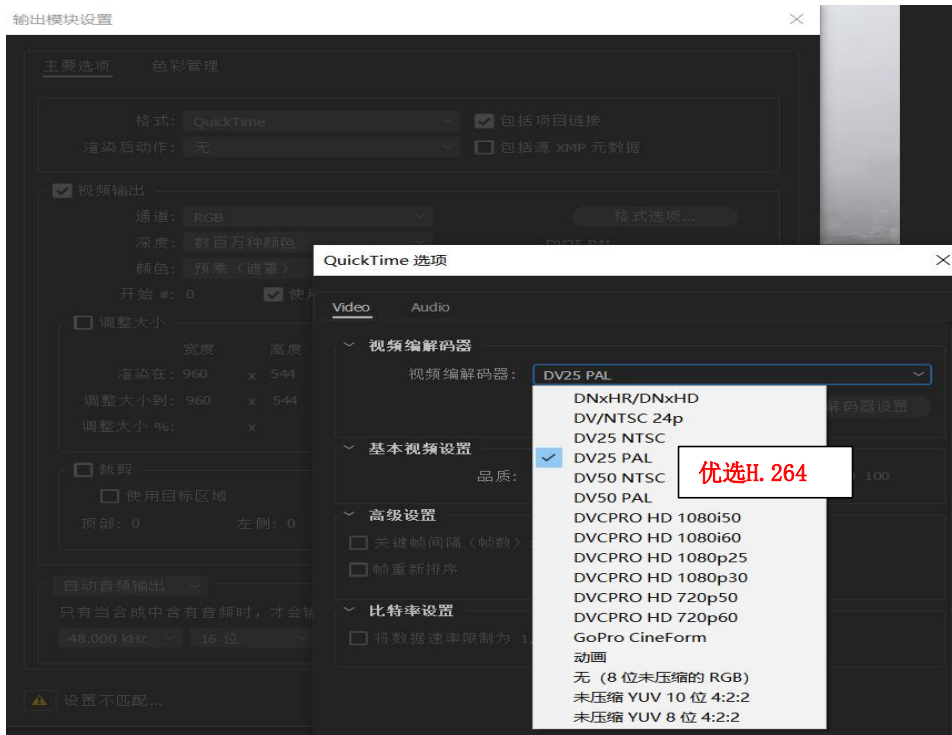 输出模块设置
主要选项 色彩管理
格式: QuickTime 包括项目链接
渲染后动作: 无 包括源 XMP 元数据
视频输出
通道: RGB 格式选项...
深度: 数百万种颜色 DV25 PAL
颜色: 预乘（遮罩）
开始 #: 0
调整大小
宽度 高度
渲染在: 960 x 544
调整大小到: 960 x 544
调整大小 %: x
裁剪
使用目标区域
顶部: 0 左侧: 0
自动音频输出
只有当合成中含有音频时，才会输
48.000 kHz 16 位
设置不匹配...
QuickTime 选项
Video Audio
视频编解码器
视频编解码器: DV25 PAL
解码器设置
基本视频设置
品质: 100
高级设置
关键帧间隔（帧数）:
帧重新排序
比特率设置
将数据速率限制为 1,
DNxHR/DNxHD
DV/NTSC 24p
DV25 NTSC
DV25 PAL
DV50 NTSC
DV50 PAL
DVCPRO HD 1080i50
DVCPRO HD 1080i60
DVCPRO HD 1080p25
DVCPRO HD 1080p30
DVCPRO HD 720p50
DVCPRO HD 720p60
GoPro CineForm
动画
无 (8 位未压缩的 RGB)
未压缩 YUV 10 位 4:2:2
未压缩 YUV 8 位 4:2:2
优选H.264